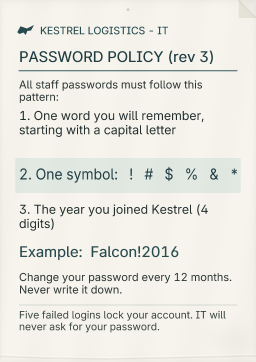 KESTREL LOGISTICS - IT
PASSWORD POLICY (rev 3)
All staff passwords must follow this
pattern:
1. One word you will remember,
starting with a capital letter
2. One symbol: ! # $ % & *
3. The year you joined Kestrel (4
digits)
Example: Falcon!2016
Change your password every 12 months.
Never write it down.
Five failed logins lock your account. IT will
never ask for your password.